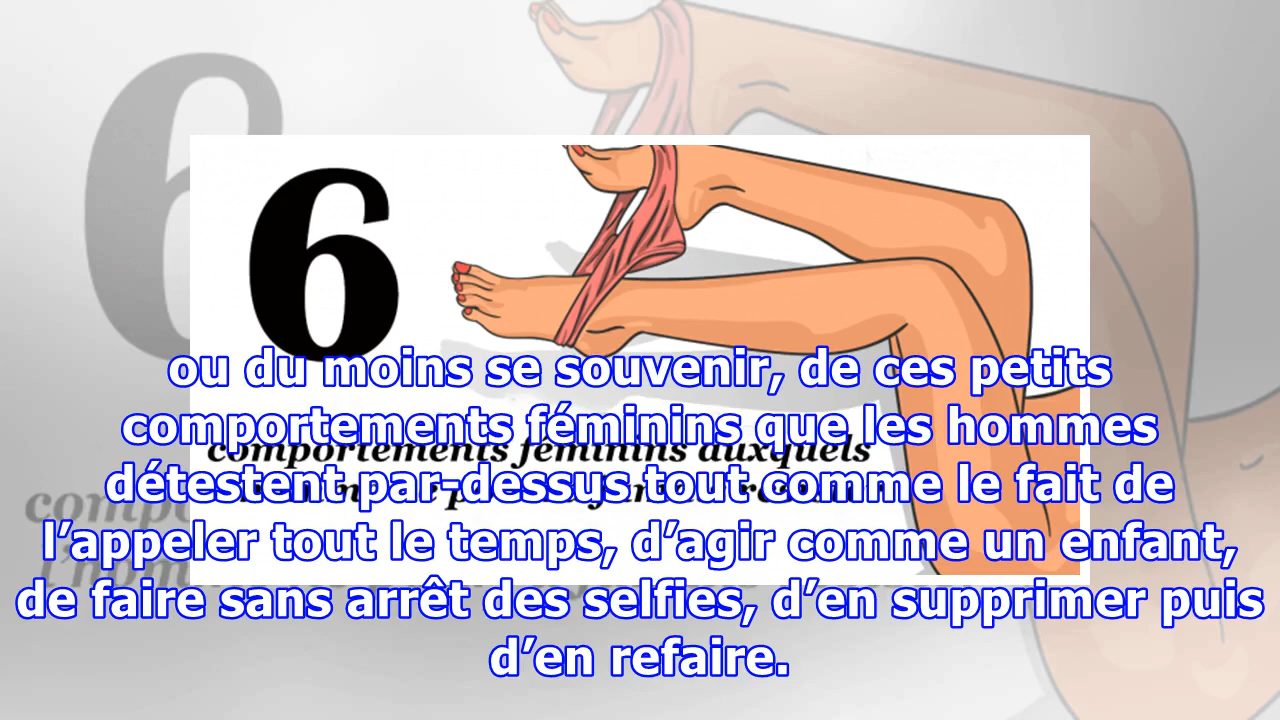 6
ou du moins se souvenir, de ces petits
comportements féminins que les hommes
comportements féminins auxquels
détestent par-dessus tout comme le fait de
l’appeler tout le temps, d’agir comme un enfant,
de faire sans arrêt des selfies, d’en supprimer puis
d’en refaire.